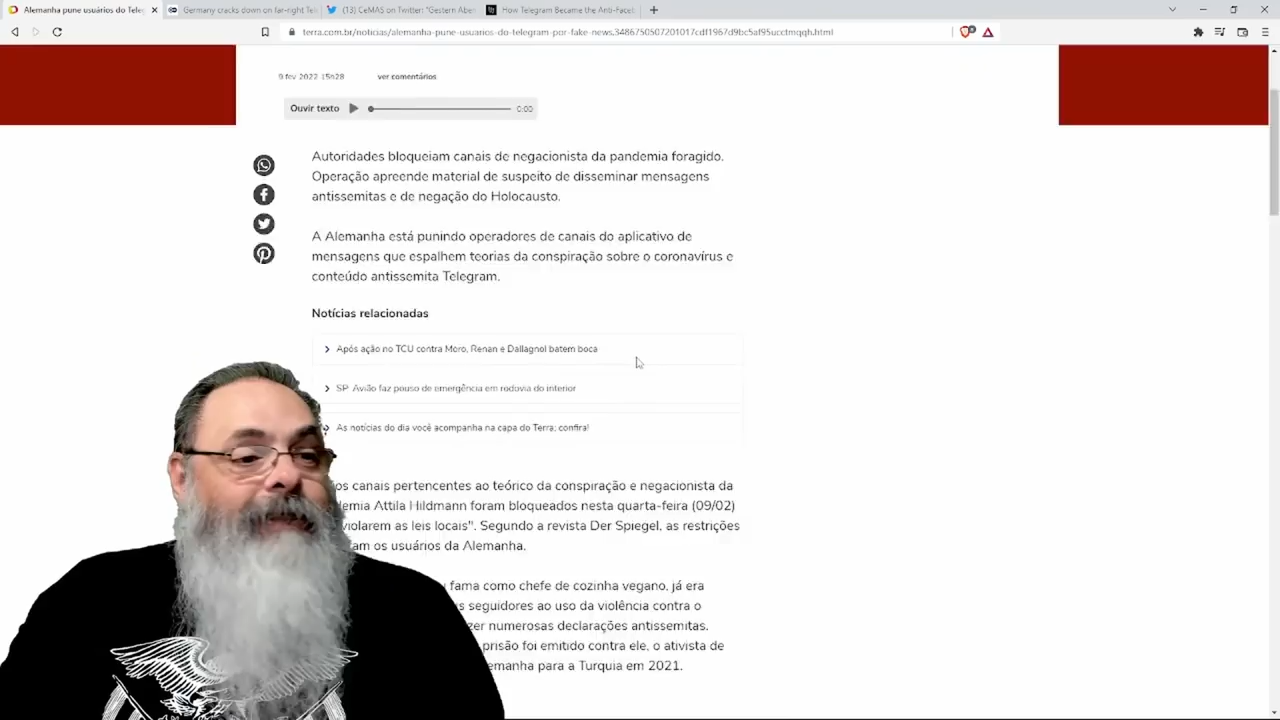 Alemanha pune usuários do Tele
Germany cracks down on far-right Tel
(13) CeMAS on Twitter: "Gestern Aben
How Telegram Became the Anti-Faceb
terra.com.br/noticias/alemanha-pune-usuarios-do-telegram-por-fake-news,
9 fev 2022 15h28
ver comentários
Ouvir texto
0:00
Autoridades bloqueiam canais de negacionista da pandemia foragido.
Operação apreende material de suspeito de disseminar mensagens
antissemitas e de negação do Holocausto.
A Alemanha está punindo operadores de canais do aplicativo de
mensagens que espalhem teorias da conspiração sobre o coronavírus e
conteúdo antissemita Telegram.
Notícias relacionadas
Após ação no TCU contra Moro, Renan e Dallagnol batem boca
SP: Avião faz pouso de emergência em rodovia do interior
As notícias do dia você acompanha na capa do Terra; confira!
os canais pertencentes ao teórico da conspiração e negacionista da
demia Attila Hildmann foram bloqueados nesta quarta-feira (09/02)
violarem as leis locais". Segundo a revista Der Spiegel, as restrições
tam os usuários da Alemanha.
fama como chefe de cozinha vegano, já era
s seguidores ao uso da violência contra o
zer numerosas declarações antissemitas.
prisão foi emitido contra ele, o ativista de
emanha para a Turquia em 2021.